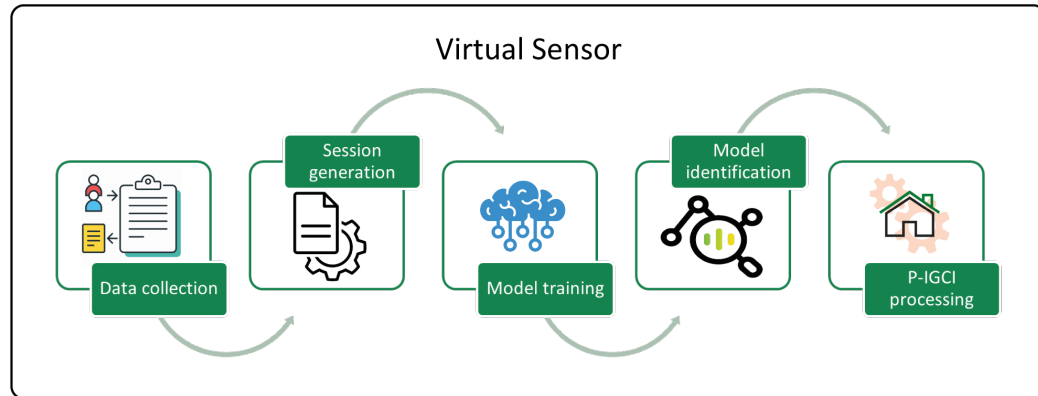 Virtual Sensor
Session
generation
Model
identification
Data collection
Model training
P-IGCI
processing